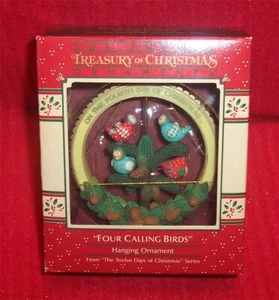 TREASURY OF CHRISTMAS
ON THE FOURTH DAY OF CHRISTMAS
"FOUR CALLING BIRDS"
Hanging Ornament
From "The Twelve Days of Christmas" Series